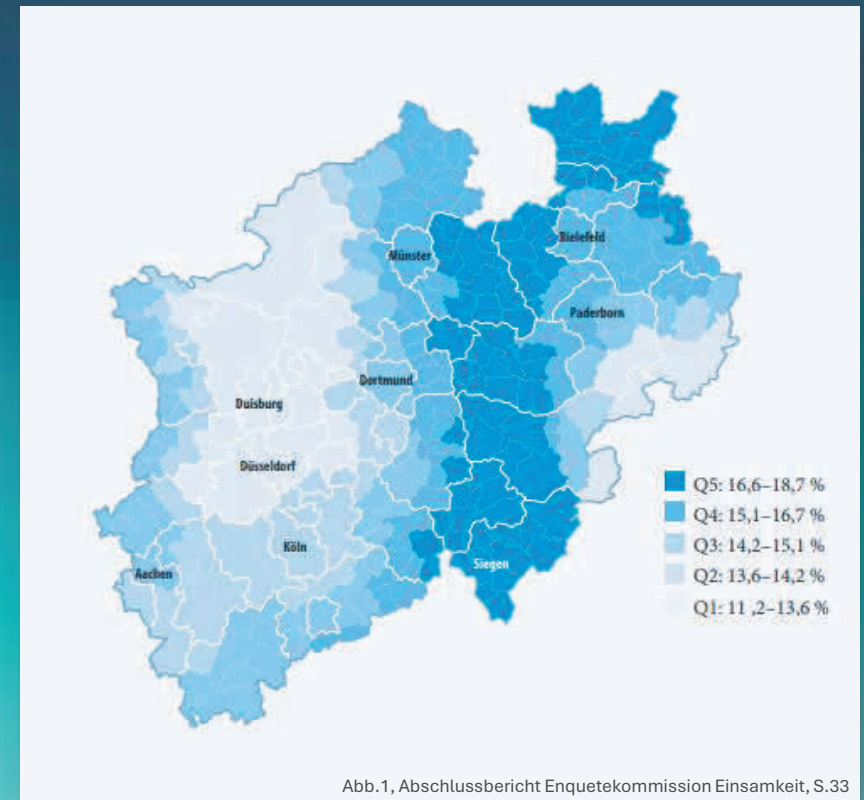 Bielefeld
Münster
Paderborn
Dortmund
Duisburg
Düsseldorf
Köln
Aachen
Siegen
Q5: 16,6–18,7 %
Q4: 15,1–16,7 %
Q3: 14,2–15,1 %
Q2: 13,6–14,2 %
Q1: 11 ,2–13,6 %
Abb.1, Abschlussbericht Enquetekommission Einsamkeit, S.33